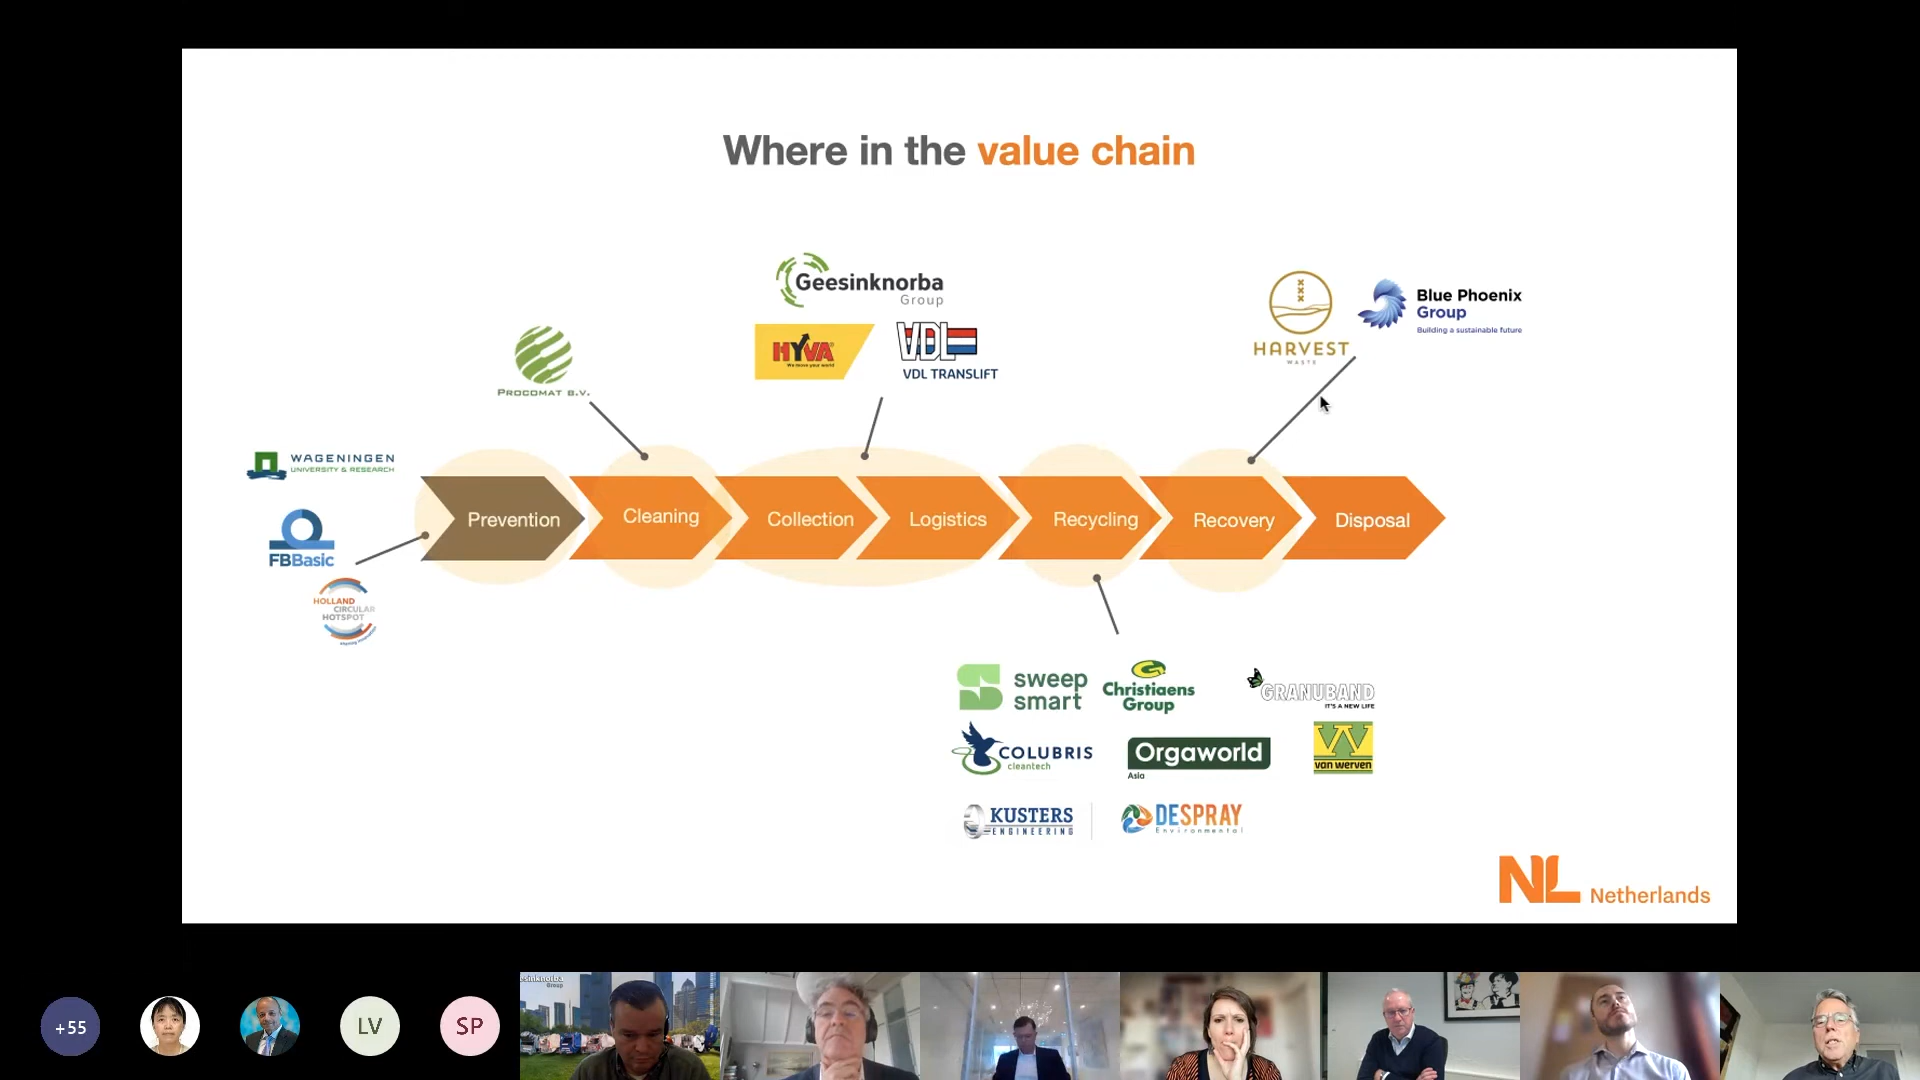 Where in the value chain
Geesinknorba
Group
HYVA
We move your world
VDL
VDL TRANSLIFT
PROCOMAT B.V.
HARVEST
WASTE
Blue Phoenix
Group
Building a sustainable future
WAGENINGEN
UNIVERSITY & RESEARCH
FBBasic
HOLLAND
CIRCULAR
HOTSPOT
Prevention
Cleaning
Collection
Logistics
Recycling
Recovery
Disposal
sweep
smart
Christiaens
Group
GRANUBAND
IT'S A NEW LIFE
COLUBRIS
cleantech
Orgaworld
Asia
van werven
KUSTERS
ENGINEERING
DESPRAY
Environmental
NL Netherlands
+55
LV
SP
Group